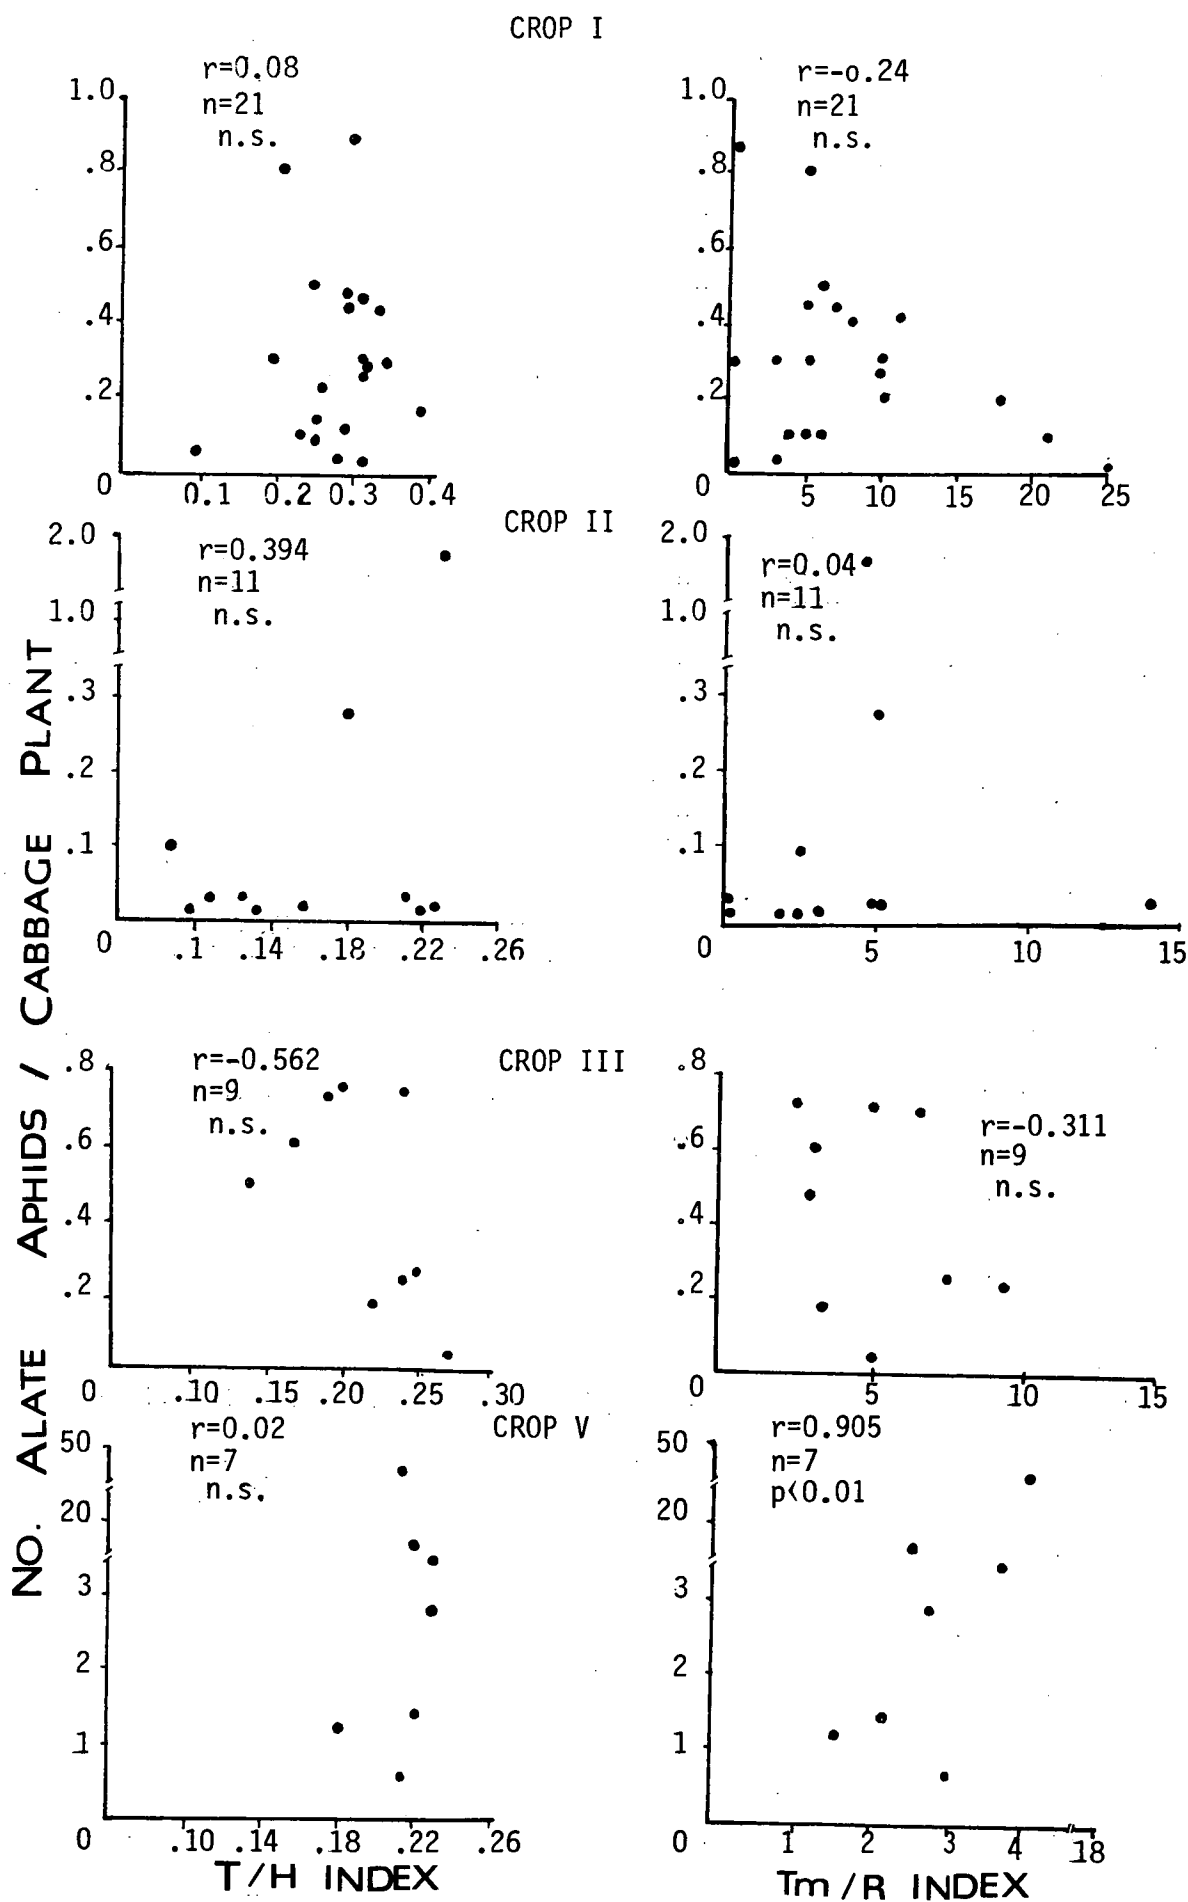 CROP I
r=0.08
n=21
n.s.
1.0
.8
.6
.4
.2
0
0.1 0.2 0.3 0.4
r=-o.24
n=21
n.s.
1.0
.8
.6
.4
.2
0
5 10 15 20 25
CROP II
r=0.394
n=11
n.s.
2.0
1.0
.3
.2
.1
0
.1 .14 .18 .22 .26
r=0.04
n=11
n.s.
2.0
1.0
.3
.2
.1
0
5 10 15
CROP III
r=-0.562
n=9
n.s.
.8
.6
.4
.2
0
.10 .15 .20 .25 .30
r=-0.311
n=9
n.s.
.8
.6
.4
.2
0
5 10 15
CROP V
r=0.02
n=7
n.s.
50
20
3
2
1
0
.10 .14 .18 .22 .26
r=0.905
n=7
p<0.01
50
20
3
2
1
0
1 2 3 4 18
NO. ALATE APHIDS / CABBAGE PLANT
T/H INDEX
Tm/R INDEX